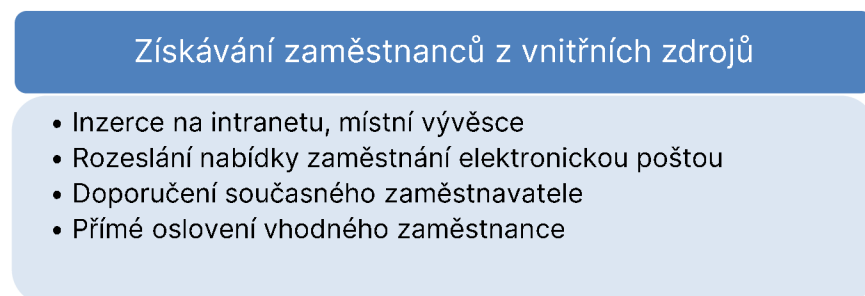 Získávání zaměstnanců z vnitřních zdrojů
• Inzerce na intranetu, místní vývěsce
• Rozeslání nabídky zaměstnání elektronickou poštou
• Doporučení současného zaměstnavatele
• Přímé oslovení vhodného zaměstnance